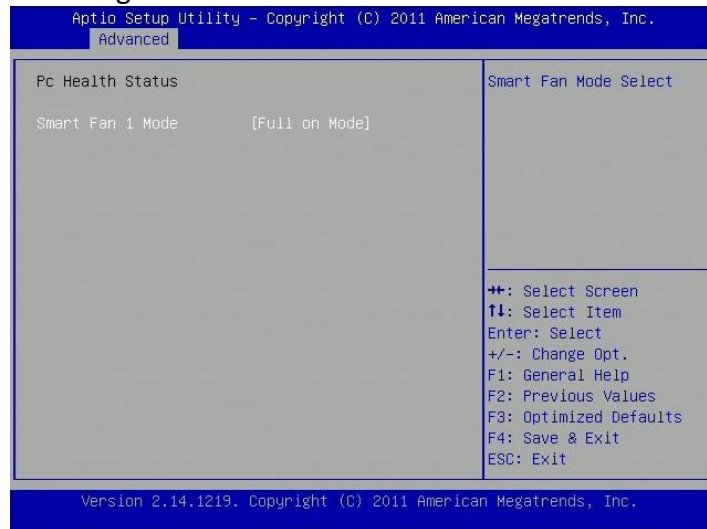 Aptio Setup Utility – Copyright (C) 2011 American Megatrends, Inc.
Advanced
Pc Health Status
Smart Fan 1 Mode [Full on Mode]
Smart Fan Mode Select
→←: Select Screen
↑↓: Select Item
Enter: Select
+/-: Change Opt.
F1: General Help
F2: Previous Values
F3: Optimized Defaults
F4: Save & Exit
ESC: Exit
Version 2.14.1219. Copyright (C) 2011 American Megatrends, Inc.